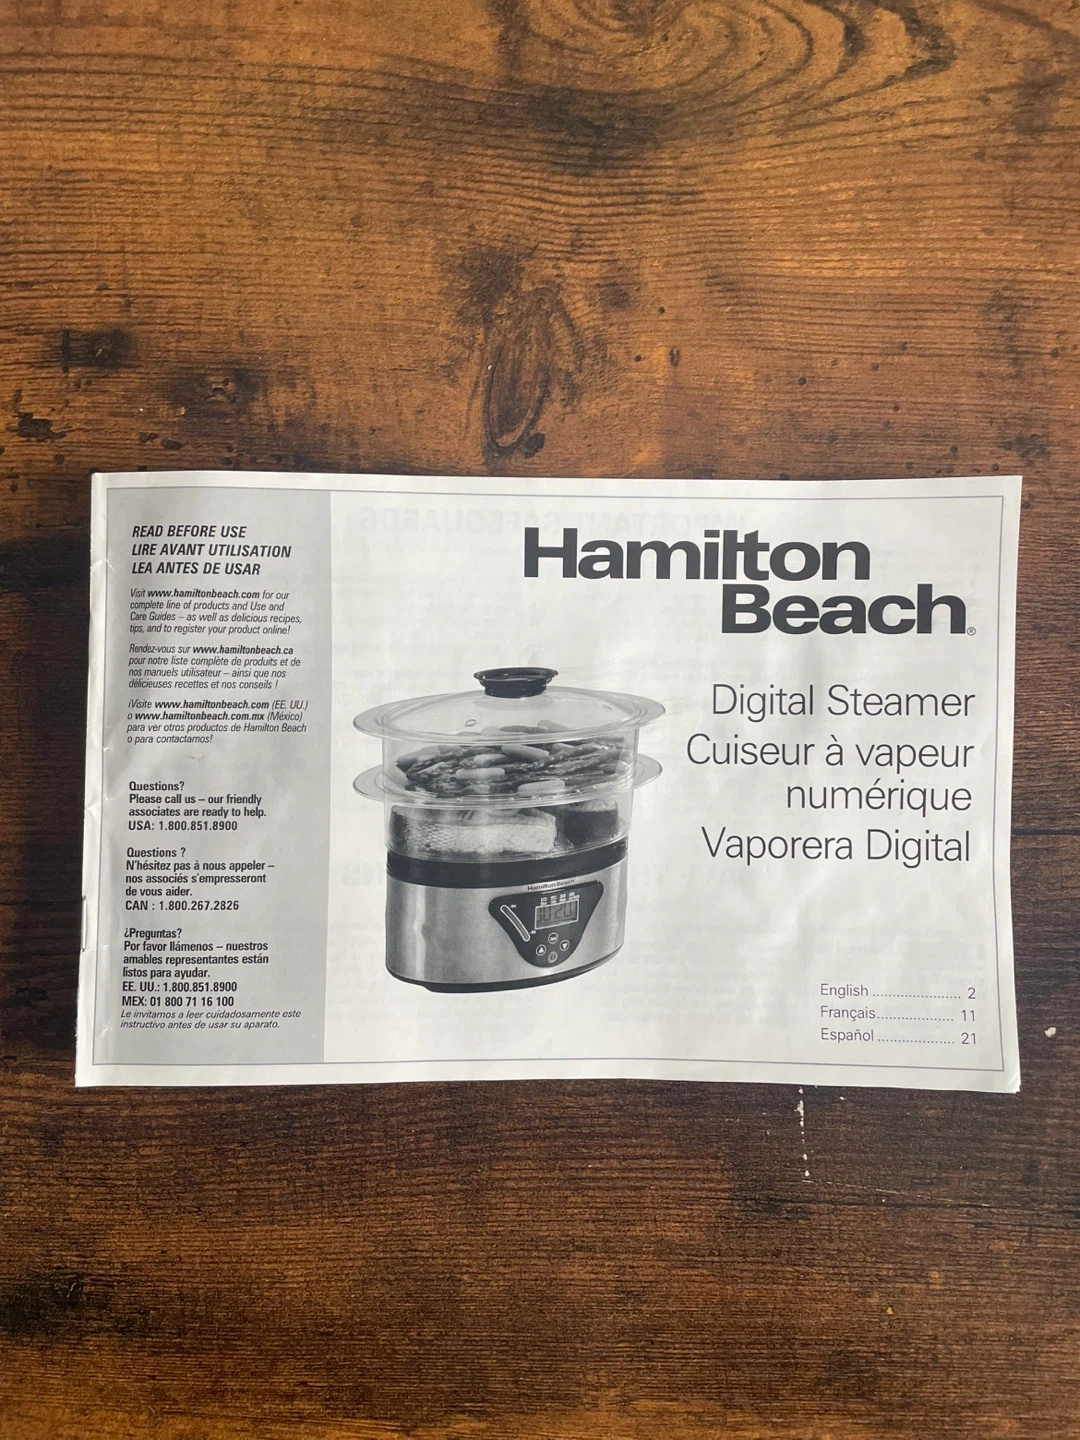 READ BEFORE USE
LIRE AVANT UTILISATION
LEA ANTES DE USAR
Visit www.hamiltonbeach.com for our
complete line of products and Use and
Care Guides – as well as delicious recipes,
tips, and to register your product online!
Rendez-vous sur www.hamiltonbeach.ca
pour notre liste complète de produits et de
nos manuels utilisateur – ainsi que nos
délicieuses recettes et nos conseils !
¡Visite www.hamiltonbeach.com (EE. UU.)
o www.hamiltonbeach.com.mx (México)
para ver otros productos de Hamilton Beach
o para contactarnos!
Questions?
Please call us – our friendly
associates are ready to help.
USA: 1.800.851.8900
Questions ?
N'hésitez pas à nous appeler –
nos associés s'empresseront
de vous aider.
CAN : 1.800.267.2826
¿Preguntas?
Por favor llámenos – nuestros
amables representantes están
listos para ayudar.
EE. UU.: 1.800.851.8900
MEX: 01 800 71 16 100
Le invitamos a leer cuidadosamente este
instructivo antes de usar su aparato.
Hamilton
Beach®
Digital Steamer
Cuiseur à vapeur
numérique
Vaporera Digital
Hamilton Beach
English ...................... 2
Français................... 11
Español ................... 21